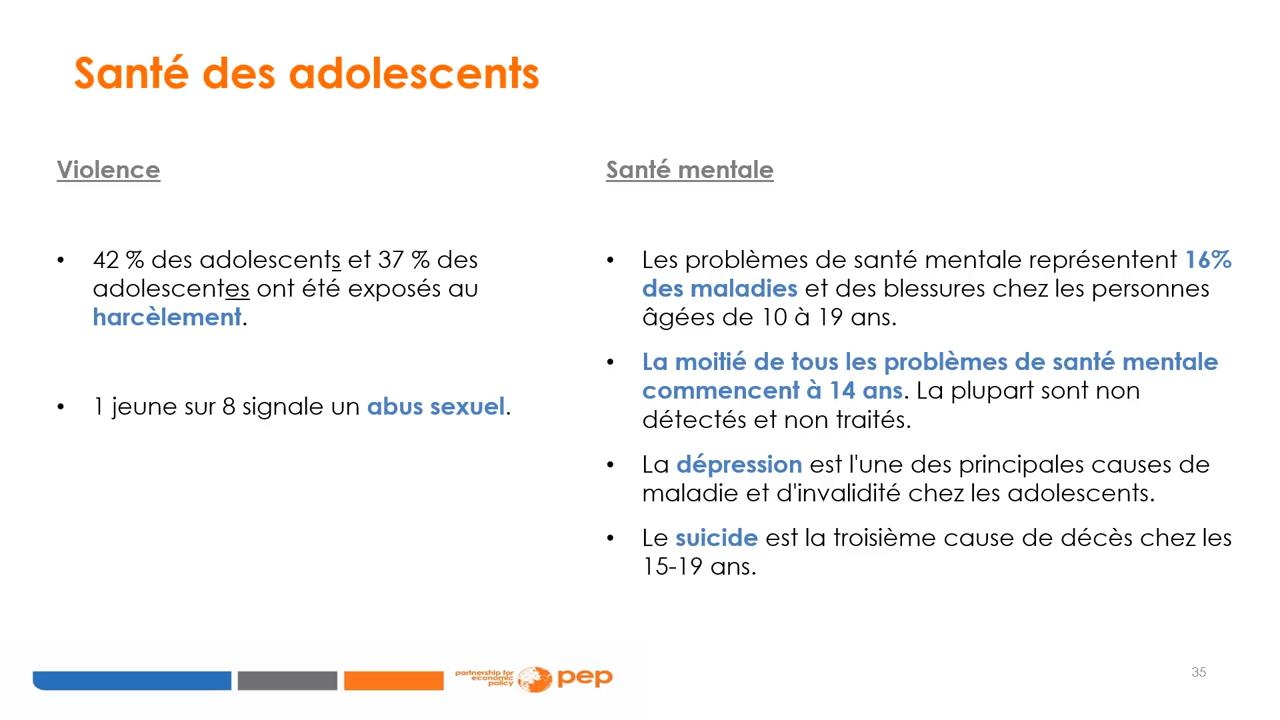 Santé des adolescents
Violence
• 42 % des adolescents et 37 % des
adolescentes ont été exposés au
harcèlement.
• 1 jeune sur 8 signale un abus sexuel.
Santé mentale
• Les problèmes de santé mentale représentent 16%
des maladies et des blessures chez les personnes
âgées de 10 à 19 ans.
• La moitié de tous les problèmes de santé mentale
commencent à 14 ans. La plupart sont non
détectés et non traités.
• La dépression est l'une des principales causes de
maladie et d'invalidité chez les adolescents.
• Le suicide est la troisième cause de décès chez les
15-19 ans.
partnership for
economic
policy
pep
35